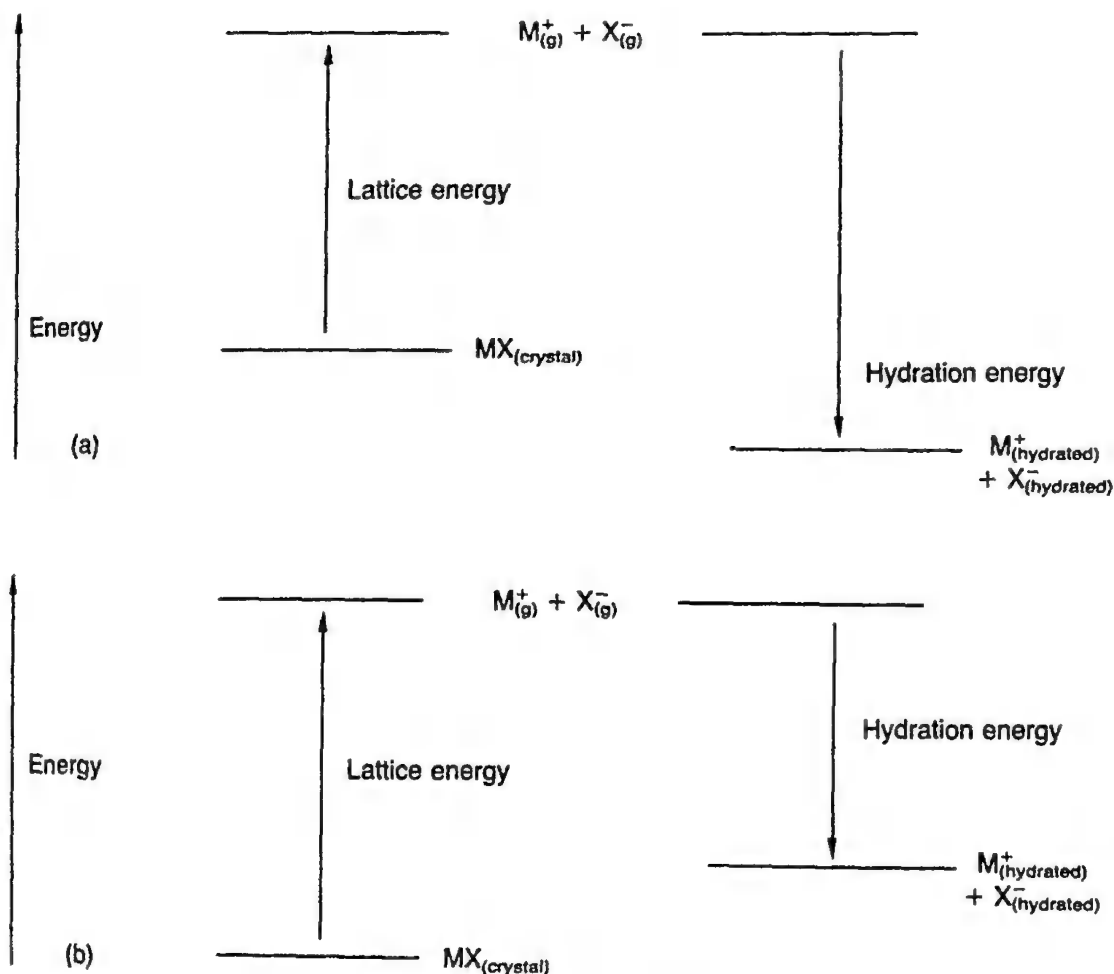 M⁺(g) + X⁻(g)
Lattice energy
Energy
MX(crystal)
Hydration energy
(a)
M⁺(hydrated)
+ X⁻(hydrated)
M⁺(g) + X⁻(g)
Hydration energy
Energy
Lattice energy
M⁺(hydrated)
+ X⁻(hydrated)
(b)
MX(crystal)